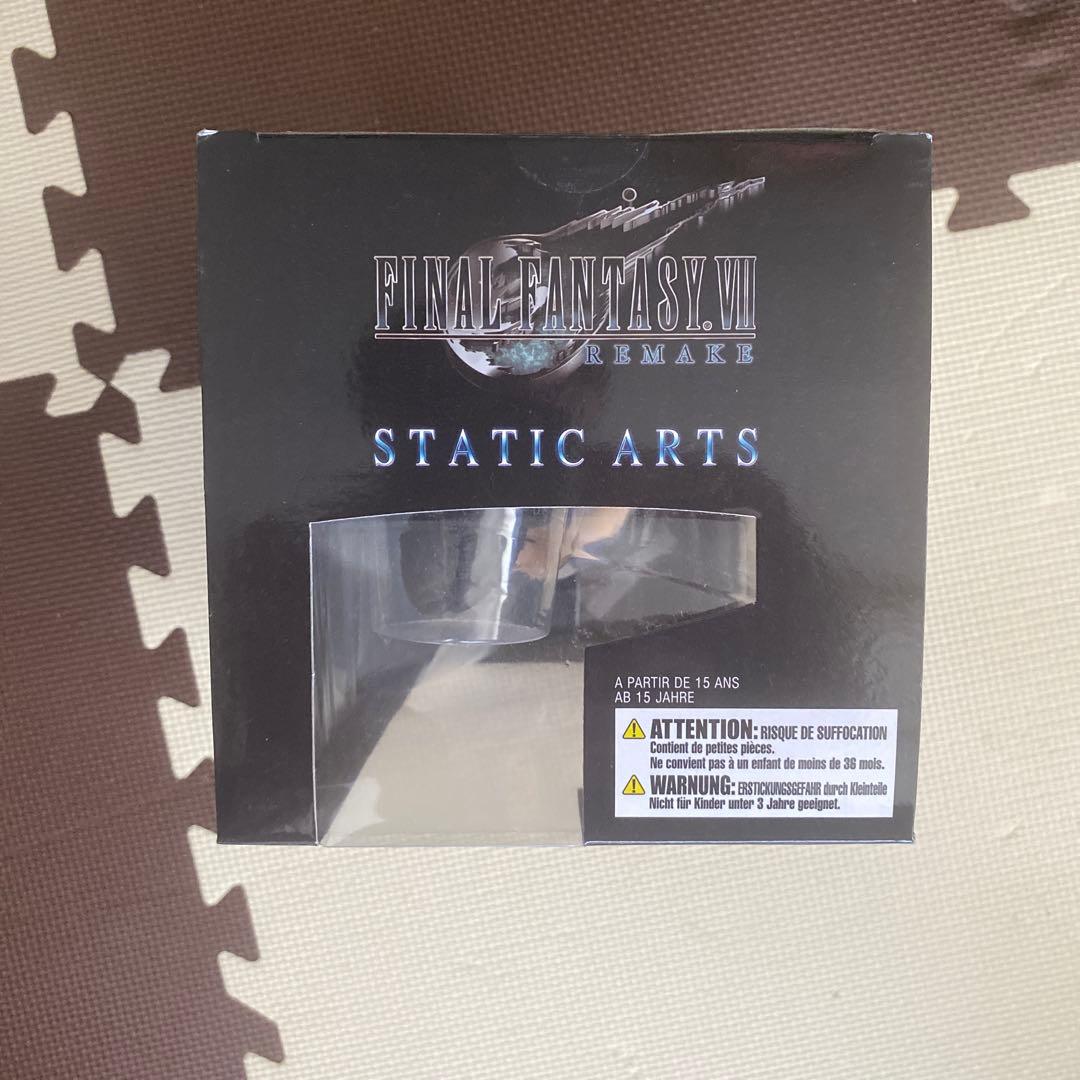 FINAL FANTASY. VII
REMAKE
STATIC ARTS
A PARTIR DE 15 ANS
AB 15 JAHRE
ATTENTION: RISQUE DE SUFFOCATION
Contient de petites pièces.
Ne convient pas à un enfant de moins de 36 mois.
WARNUNG: ERSTICKUNGSGEFAHR durch Kleinteile
Nicht für Kinder unter 3 Jahre geeignet.